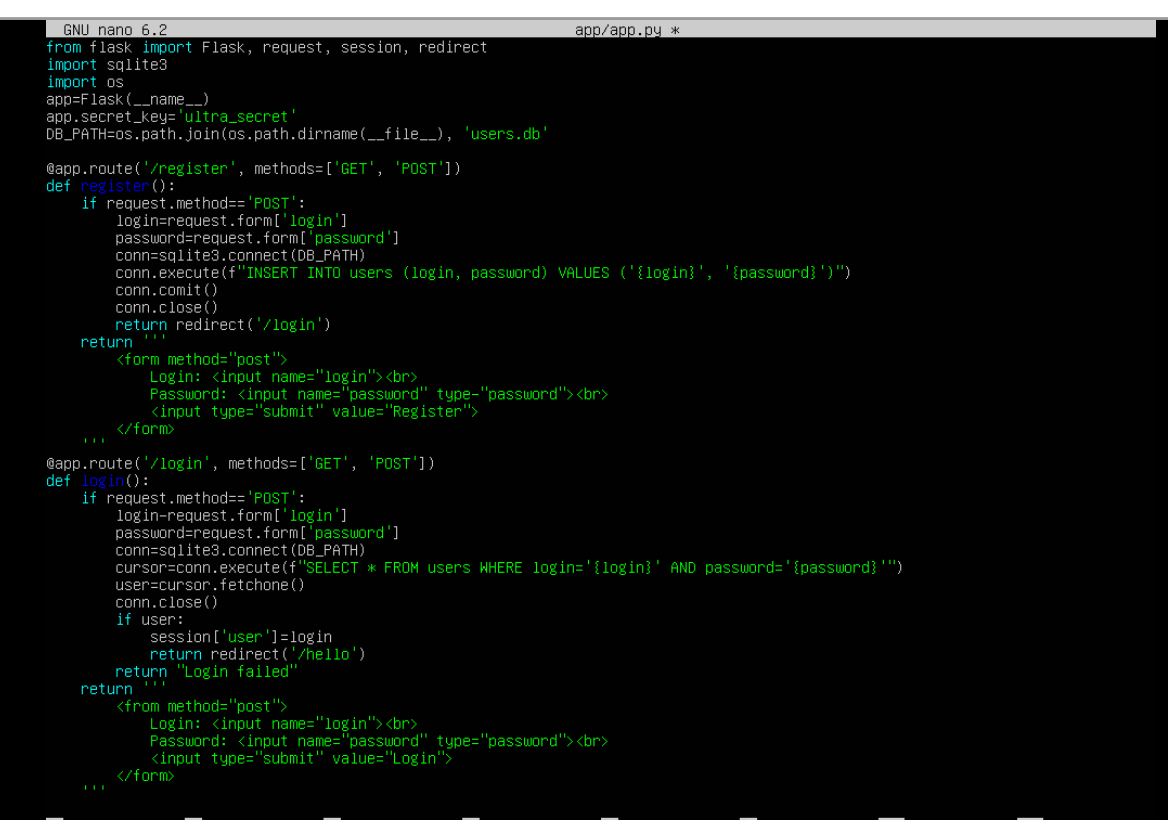 GNU nano 6.2 app/app.py *
from flask import Flask, request, session, redirect
import sqlite3
import os
app=Flask(__name__)
app.secret_key='ultra_secret'
DB_PATH=os.path.join(os.path.dirname(__file__), 'users.db'
@app.route('/register', methods=['GET', 'POST'])
def register():
    if request.method=='POST':
        login=request.form['login']
        password=request.form['password']
        conn=sqlite3.connect(DB_PATH)
        conn.execute(f"INSERT INTO users (login, password) VALUES ('{login}', '{password}')")
        conn.comit()
        conn.close()
        return redirect('/login')
    return '''
        <form method="post">
            Login: <input name="login"><br>
            Password: <input name="password" type-"password"><br>
            <input type="submit" value="Register">
        </form>
    '''
@app.route('/login', methods=['GET', 'POST'])
def login():
    if request.method=='POST':
        login-request.form['login']
        password=request.form['password']
        conn=sqlite3.connect(DB_PATH)
        cursor=conn.execute(f"SELECT * FROM users WHERE login='{login}' AND password='{password}'")
        user=cursor.fetchone()
        conn.close()
        if user:
            session['user']=login
            return redirect('/hello')
        return "Login failed"
    return '''
        <from method="post">
            Login: <input name="login"><br>
            Password: <input name="password" type="password"><br>
            <input type="submit" value="Login">
        </form>
    '''